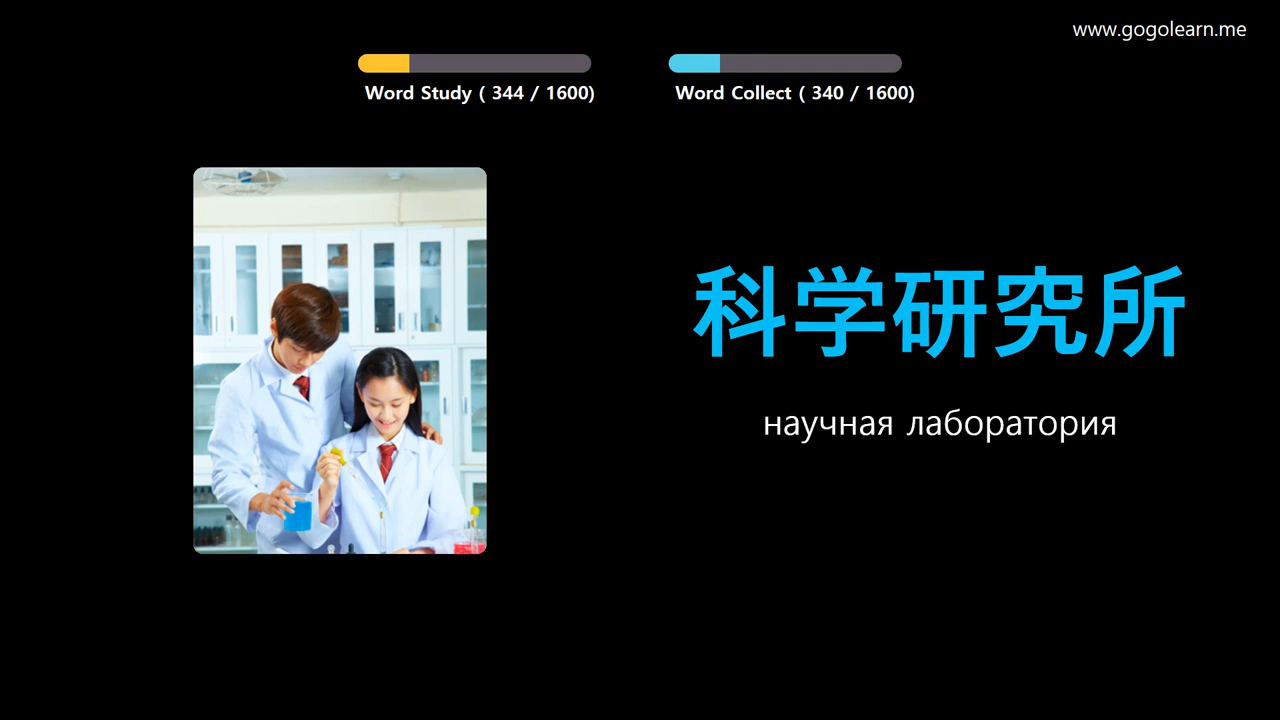 www.gogolearn.me
Word Study ( 344 / 1600)
Word Collect ( 340 / 1600)
科学研究所
научная лаборатория